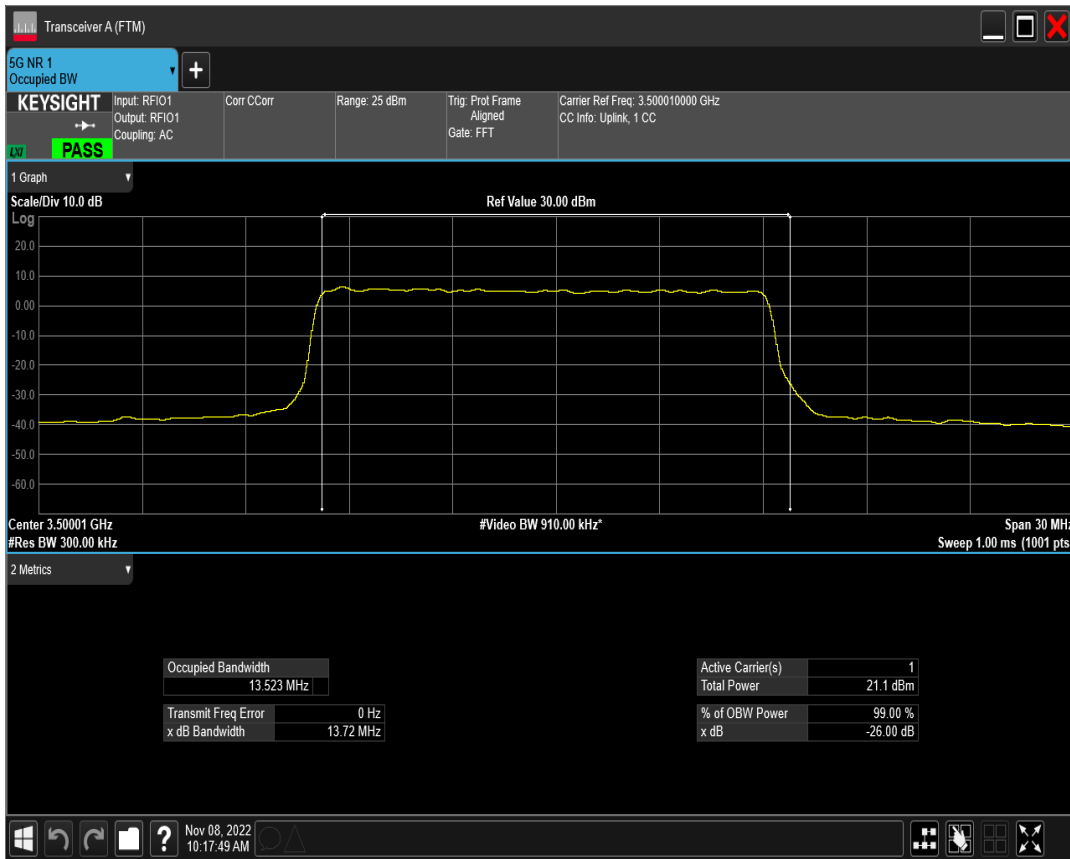 Transceiver A (FTM)
5G NR 1
Occupied BW
+
KEYSIGHT
LXI
PASS
Input: RFIO1
Output: RFIO1
Coupling: AC
Corr CCorr
Range: 25 dBm
Trig: Prot Frame
Aligned
Gate: FFT
Carrier Ref Freq: 3.500010000 GHz
CC Info: Uplink, 1 CC
1 Graph
Scale/Div 10.0 dB
Ref Value 30.00 dBm
Log
20.0
10.0
0.00
-10.0
-20.0
-30.0
-40.0
-50.0
-60.0
Center 3.50001 GHz
#Video BW 910.00 kHz*
Span 30 MHz
#Res BW 300.00 kHz
Sweep 1.00 ms (1001 pts
2 Metrics
Occupied Bandwidth
13.523 MHz
Transmit Freq Error 0 Hz
x dB Bandwidth 13.72 MHz
Active Carrier(s) 1
Total Power 21.1 dBm
% of OBW Power 99.00 %
x dB -26.00 dB
?
Nov 08, 2022
10:17:49 AM